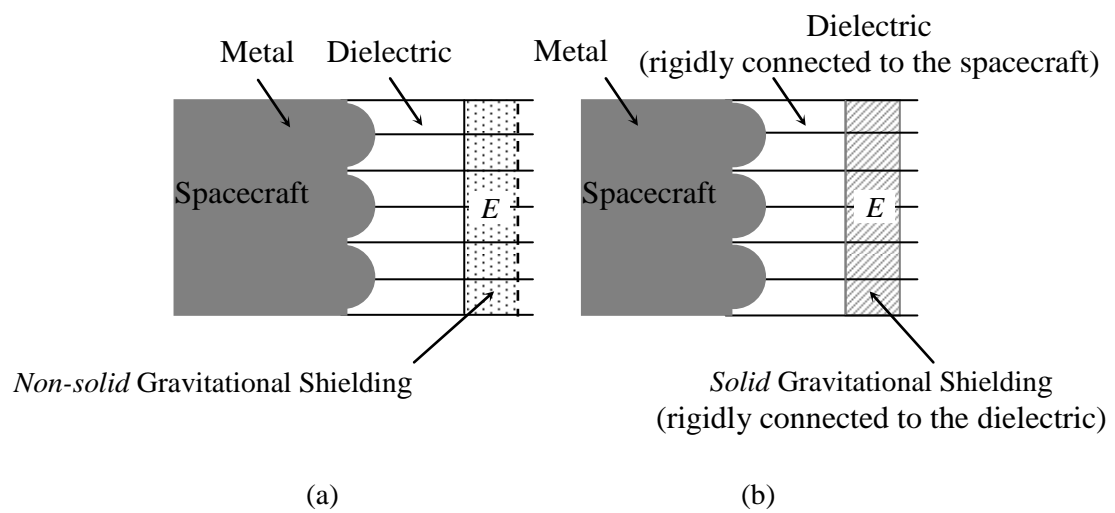 Metal
Dielectric
Spacecraft
E
Non-solid Gravitational Shielding
(a)
Metal
Dielectric
(rigidly connected to the spacecraft)
Spacecraft
E
Solid Gravitational Shielding
(rigidly connected to the dielectric)
(b)